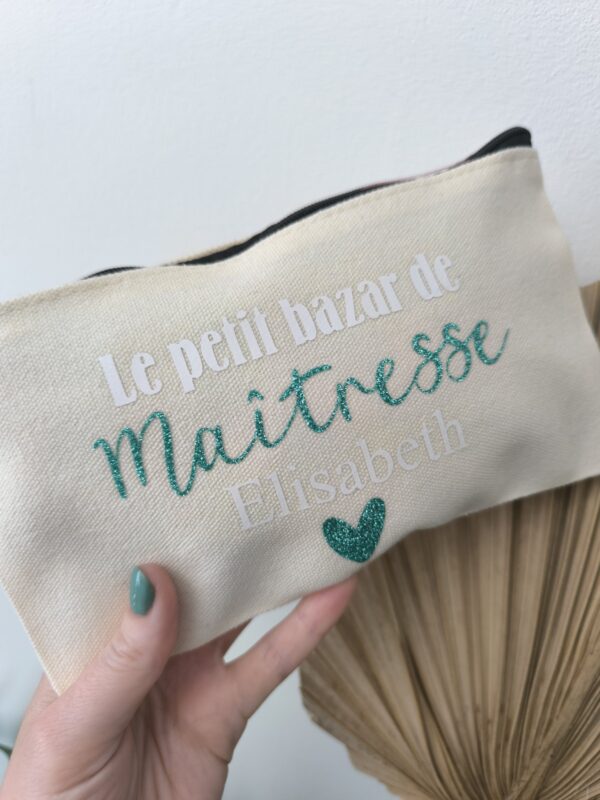 Le petit bazar de
Maîtresse
Elisabeth